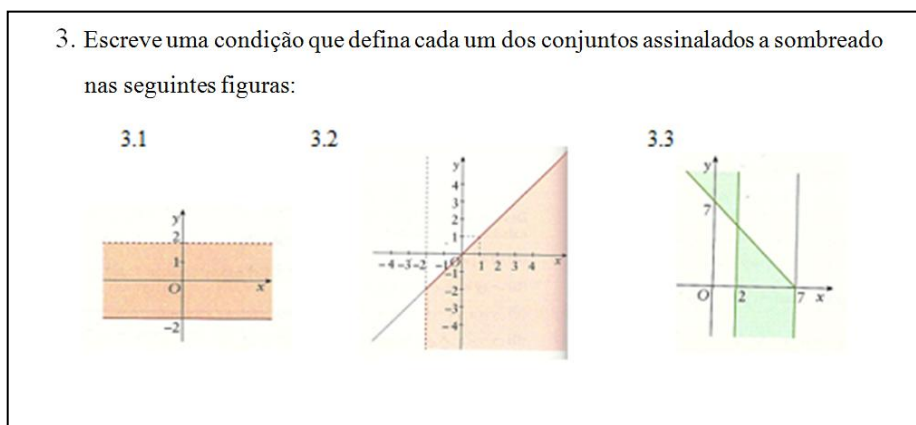 3. Escreve uma condição que defina cada um dos conjuntos assinalados a sombreado
nas seguintes figuras:
3.1
3.2
3.3
y
2
1
O
x
-2
y
4
3
2
1
-4 -3 -2 -1 O 1 2 3 4 x
-1
-2
-3
-4
y
7
O 2 7 x